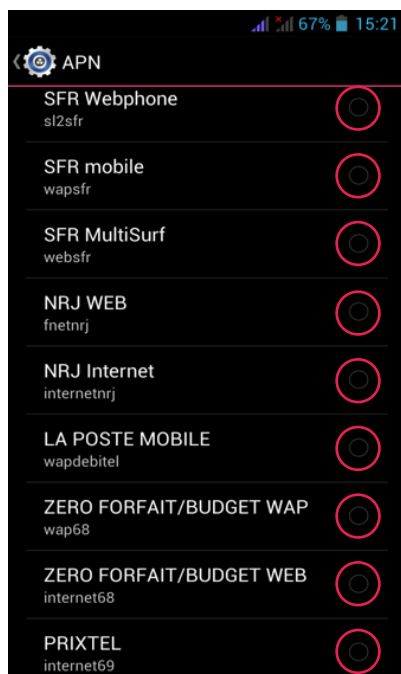 67% 15:21
APN
SFR Webphone
sl2sfr
SFR mobile
wapsfr
SFR MultiSurf
websfr
NRJ WEB
fnetnrj
NRJ Internet
internetnrj
LA POSTE MOBILE
wapdebitel
ZERO FORFAIT/BUDGET WAP
wap68
ZERO FORFAIT/BUDGET WEB
internet68
PRIXTEL
internet69